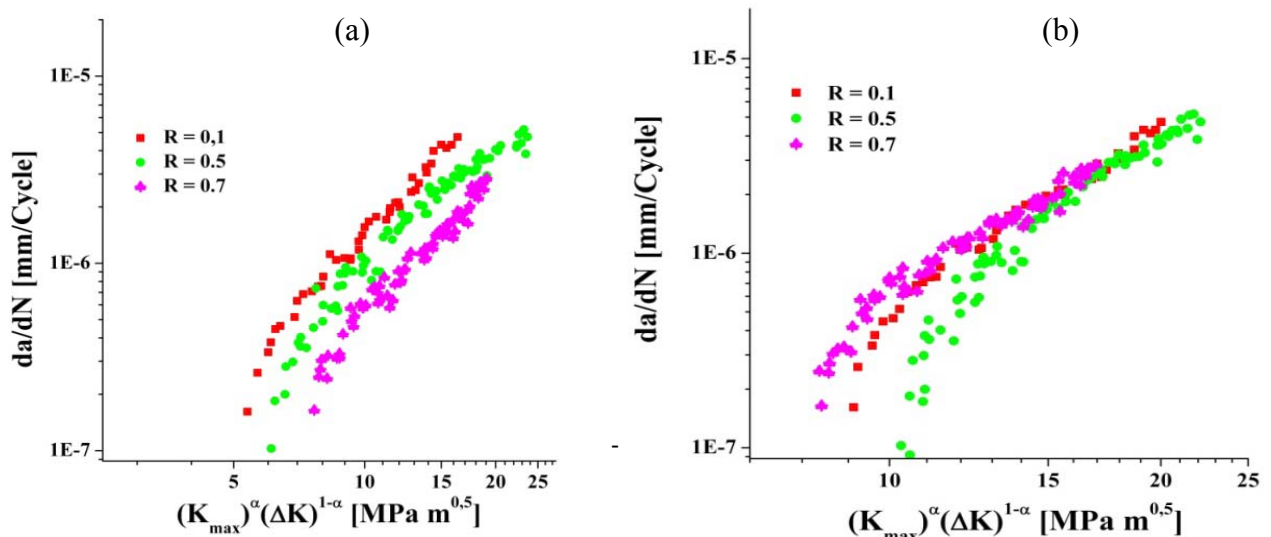 (a)
1E-5
R = 0,1
R = 0.5
R = 0.7
1E-6
1E-7
da/dN [mm/Cycle]
5 10 15 20 25
(Kmax)^α(ΔK)^1-α [MPa m^0,5]
-
(b)
1E-5
R = 0.1
R = 0.5
R = 0.7
1E-6
1E-7
da/dN [mm/Cycle]
10 15 20 25
(Kmax)^α(ΔK)^1-α [MPa m^0,5]